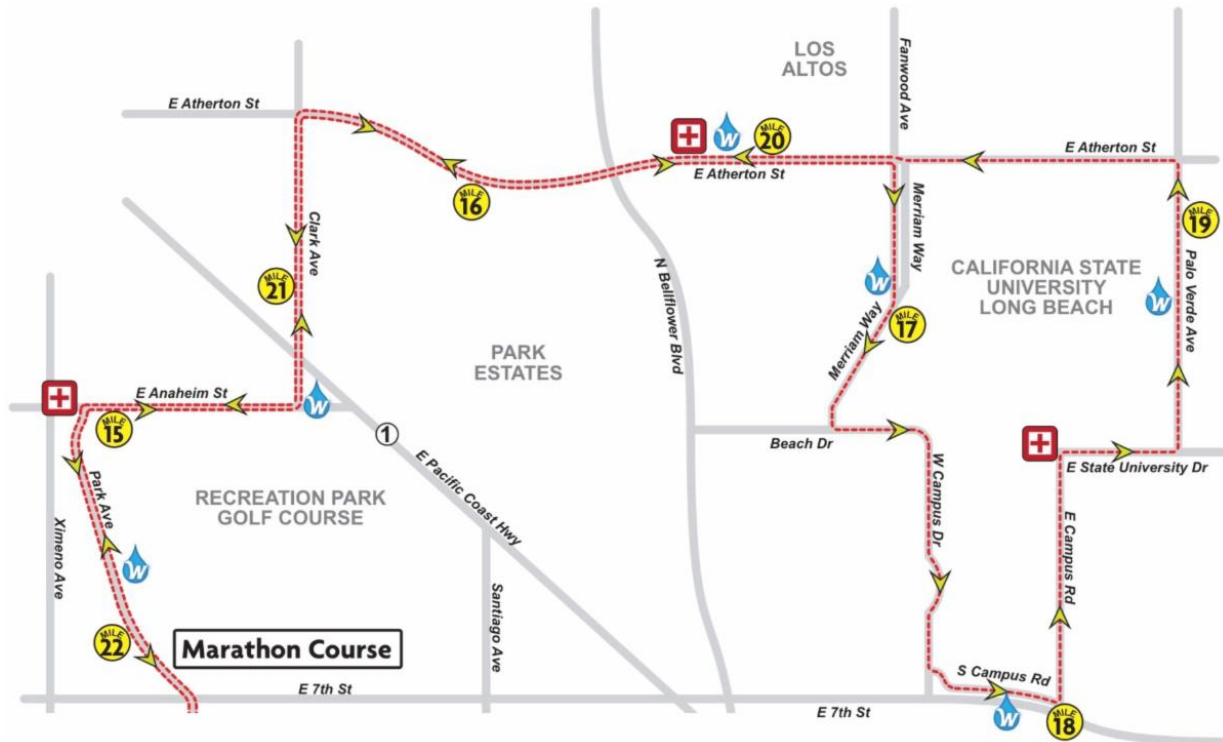 LOS
ALTOS
Fanwood Ave
E Atherton St
W
MILE
20
E Atherton St
E Atherton St
MILE
16
Merriam Way
MILE
19
Clark Ave
N Bellflower Blvd
CALIFORNIA STATE
UNIVERSITY
LONG BEACH
Palo Verde Ave
MILE
21
W
W
MILE
17
Merriam Way
PARK
ESTATES
E Anaheim St
W
MILE
15
1
Beach Dr
E State University Dr
Park Ave
E Pacific Coast Hwy
W Campus Dr
RECREATION PARK
GOLF COURSE
Ximeno Ave
W
Santiago Ave
E Campus Rd
MILE
22
Marathon Course
S Campus Rd
E 7th St
E 7th St
W
MILE
18